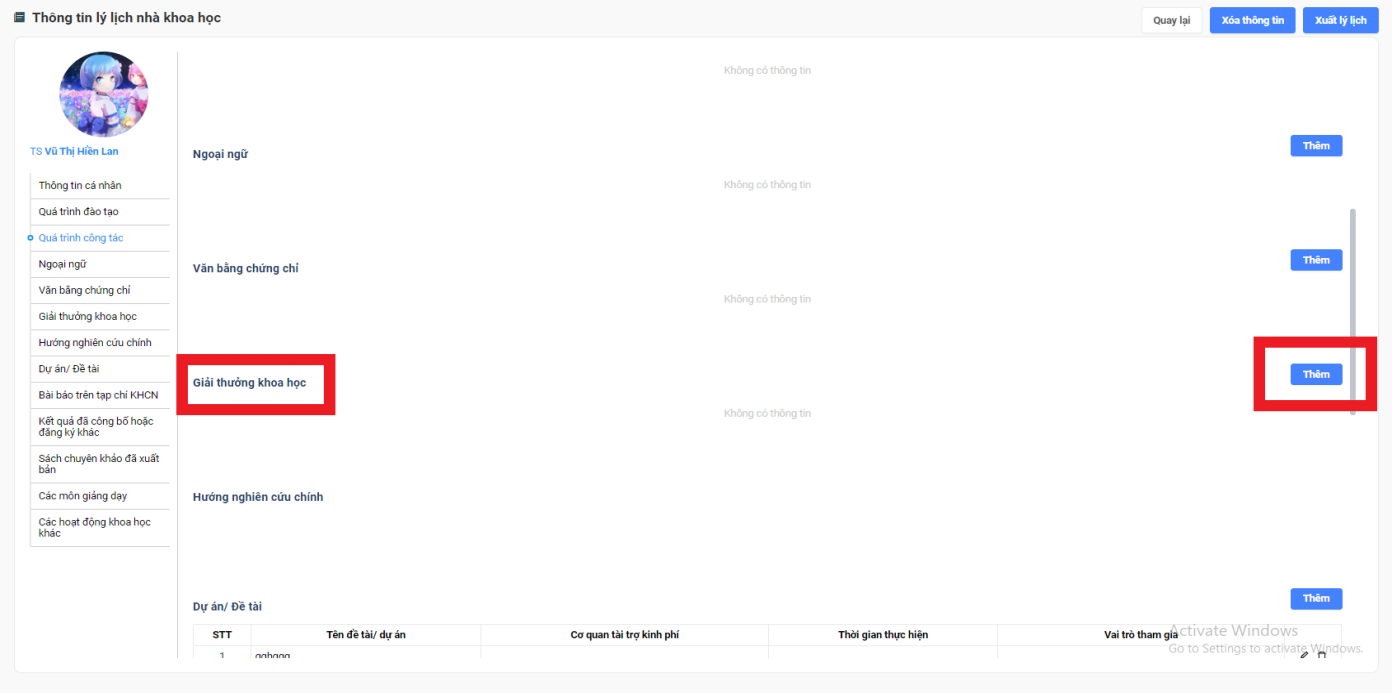 Thông tin lý lịch nhà khoa học
Quay lại
Xóa thông tin
Xuất lý lịch
TS Vũ Thị Hiền Lan
Thông tin cá nhân
Quá trình đào tạo
Quá trình công tác
Ngoại ngữ
Văn bằng chứng chỉ
Giải thưởng khoa học
Hướng nghiên cứu chính
Dự án/ Đề tài
Bài báo trên tạp chí KHCN
Kết quả đã công bố hoặc
đăng ký khác
Sách chuyên khảo đã xuất
bản
Các môn giảng dạy
Các hoạt động khoa học
khác
Không có thông tin
Ngoại ngữ
Thêm
Không có thông tin
Văn bằng chứng chỉ
Thêm
Không có thông tin
Giải thưởng khoa học
Thêm
Không có thông tin
Hướng nghiên cứu chính
Dự án/ Đề tài
Thêm
STT
Tên đề tài/ dự án
Cơ quan tài trợ kinh phí
Thời gian thực hiện
Vai trò tham gia
1
Activate Windows
Go to Settings to activate Windows.